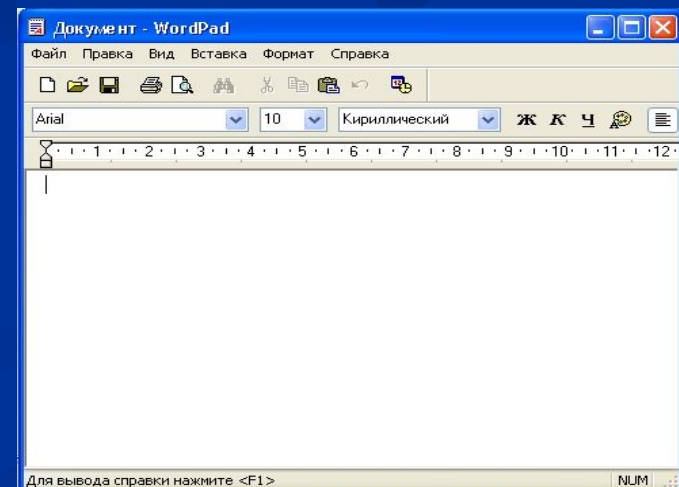 Документ - WordPad
Файл Правка Вид Вставка Формат Справка
Arial 10 Кириллический Ж К Ч
1 2 3 4 5 6 7 8 9 10 11 12
Для вывода справки нажмите <F1> NUM